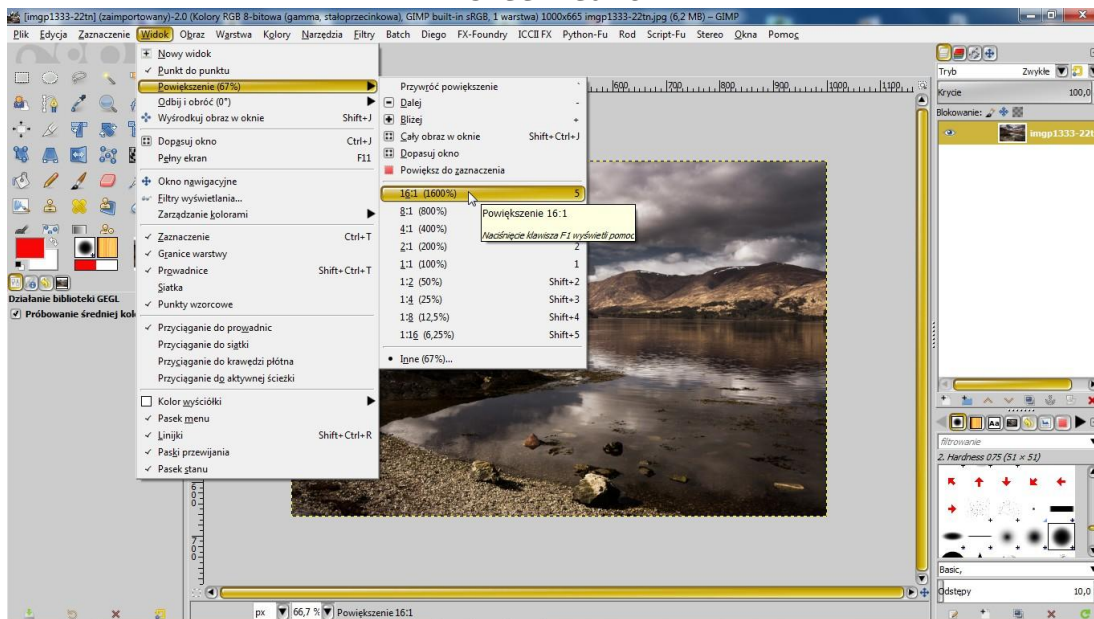 [imgp1333-22tn] (zaimportowany)-2.0 (Kolory RGB 8-bitowa (gamma, stałoprzecinkowa), GIMP built-in sRGB, 1 warstwa) 1000x665 imgp1333-22tn.jpg (6,2 MB) – GIMP
Plik Edycja Zaznaczenie Widok Obraz Warstwa Kolory Narzędzia Filtry Batch Diego FX-Foundry ICCII FX Python-Fu Rod Script-Fu Stereo Okna Pomoc
Nowy widok
Punkt do punktu
Powiększenie (67%)
Odbij i obróć (0°)
Wyśrodkuj obraz w oknie Shift+J
Dopasuj okno Ctrl+J
Pełny ekran F11
Okno nawigacyjne
Filtry wyświetlania...
Zarządzanie kolorami
Zaznaczenie Ctrl+T
Granice warstwy
Prowadnice Shift+Ctrl+T
Siatka
Punkty wzorcowe
Przyciąganie do prowadnic
Przyciąganie do siatki
Przyciąganie do krawędzi płótna
Przyciąganie do aktywnej ścieżki
Kolor wyściółki
Pasek menu
Linijki Shift+Ctrl+R
Paski przewijania
Pasek stanu
Przywróć powiększenie `
Dalej -
Bliżej +
Cały obraz w oknie Shift+Ctrl+J
Dopasuj okno
Powiększ do zaznaczenia
16:1 (1600%) 5
8:1 (800%)
4:1 (400%)
2:1 (200%) 2
1:1 (100%) 1
1:2 (50%) Shift+2
1:4 (25%) Shift+3
1:8 (12,5%) Shift+4
1:16 (6,25%) Shift+5
Inne (67%)...
Powiększenie 16:1
Naciśnięcie klawisza F1 wyświetli pomoc
600 700 800 900 1000 1100
600
700
Działanie biblioteki GEGL
Próbowanie średniej kol
px 66,7 % Powiększenie 16:1
Tryb Zwykłe
Krycie 100,0
Blokowanie:
imgp1333-22t
filtrowanie
2. Hardness 075 (51 × 51)
Basic,
Odstępy 10,0